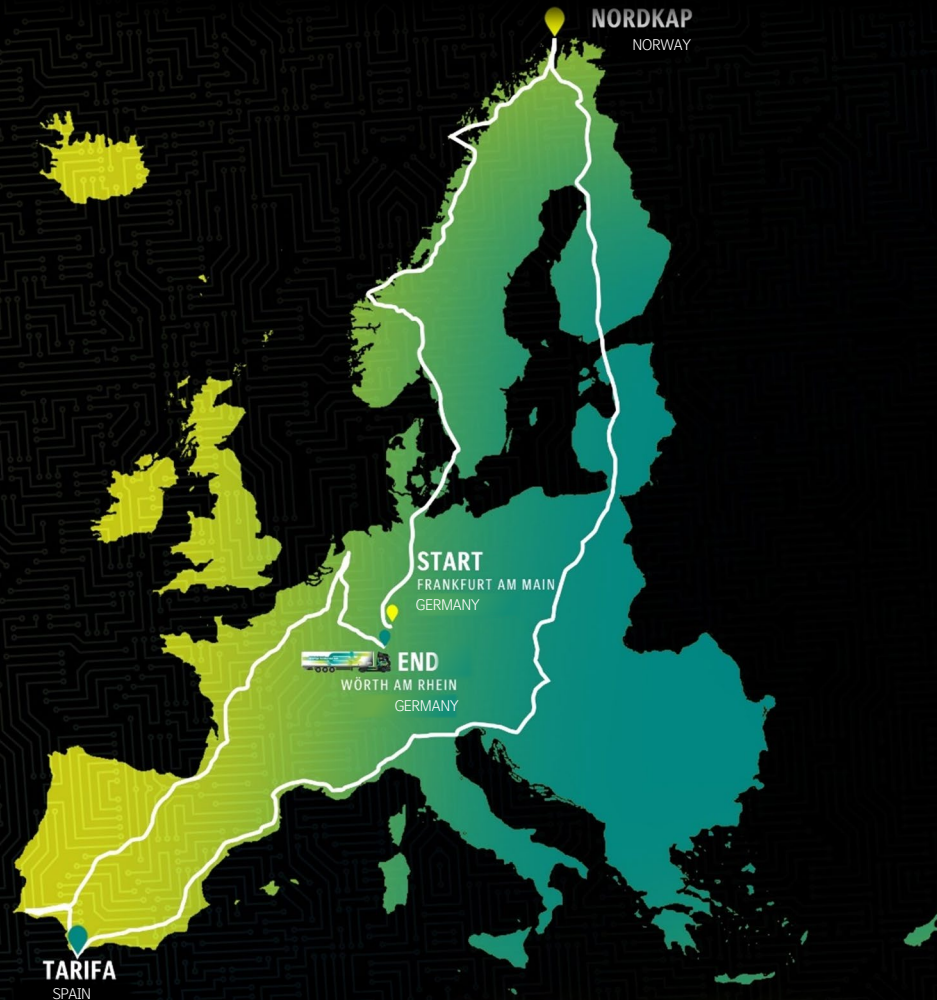 NORDKAP
NORWAY
START
FRANKFURT AM MAIN
GERMANY
END
WÖRTH AM RHEIN
GERMANY
TARIFA
SPAIN